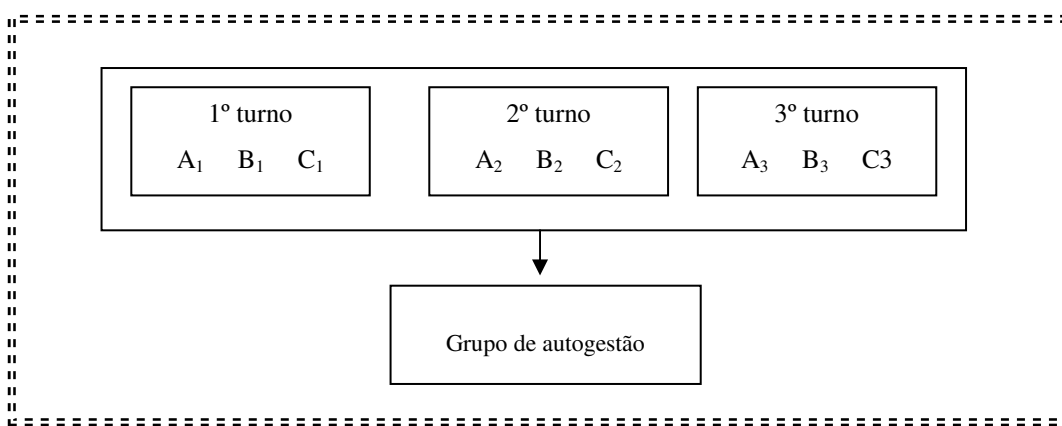 1º turno
A₁ B₁ C₁
2º turno
A₂ B₂ C₂
3º turno
A₃ B₃ C3
Grupo de autogestão